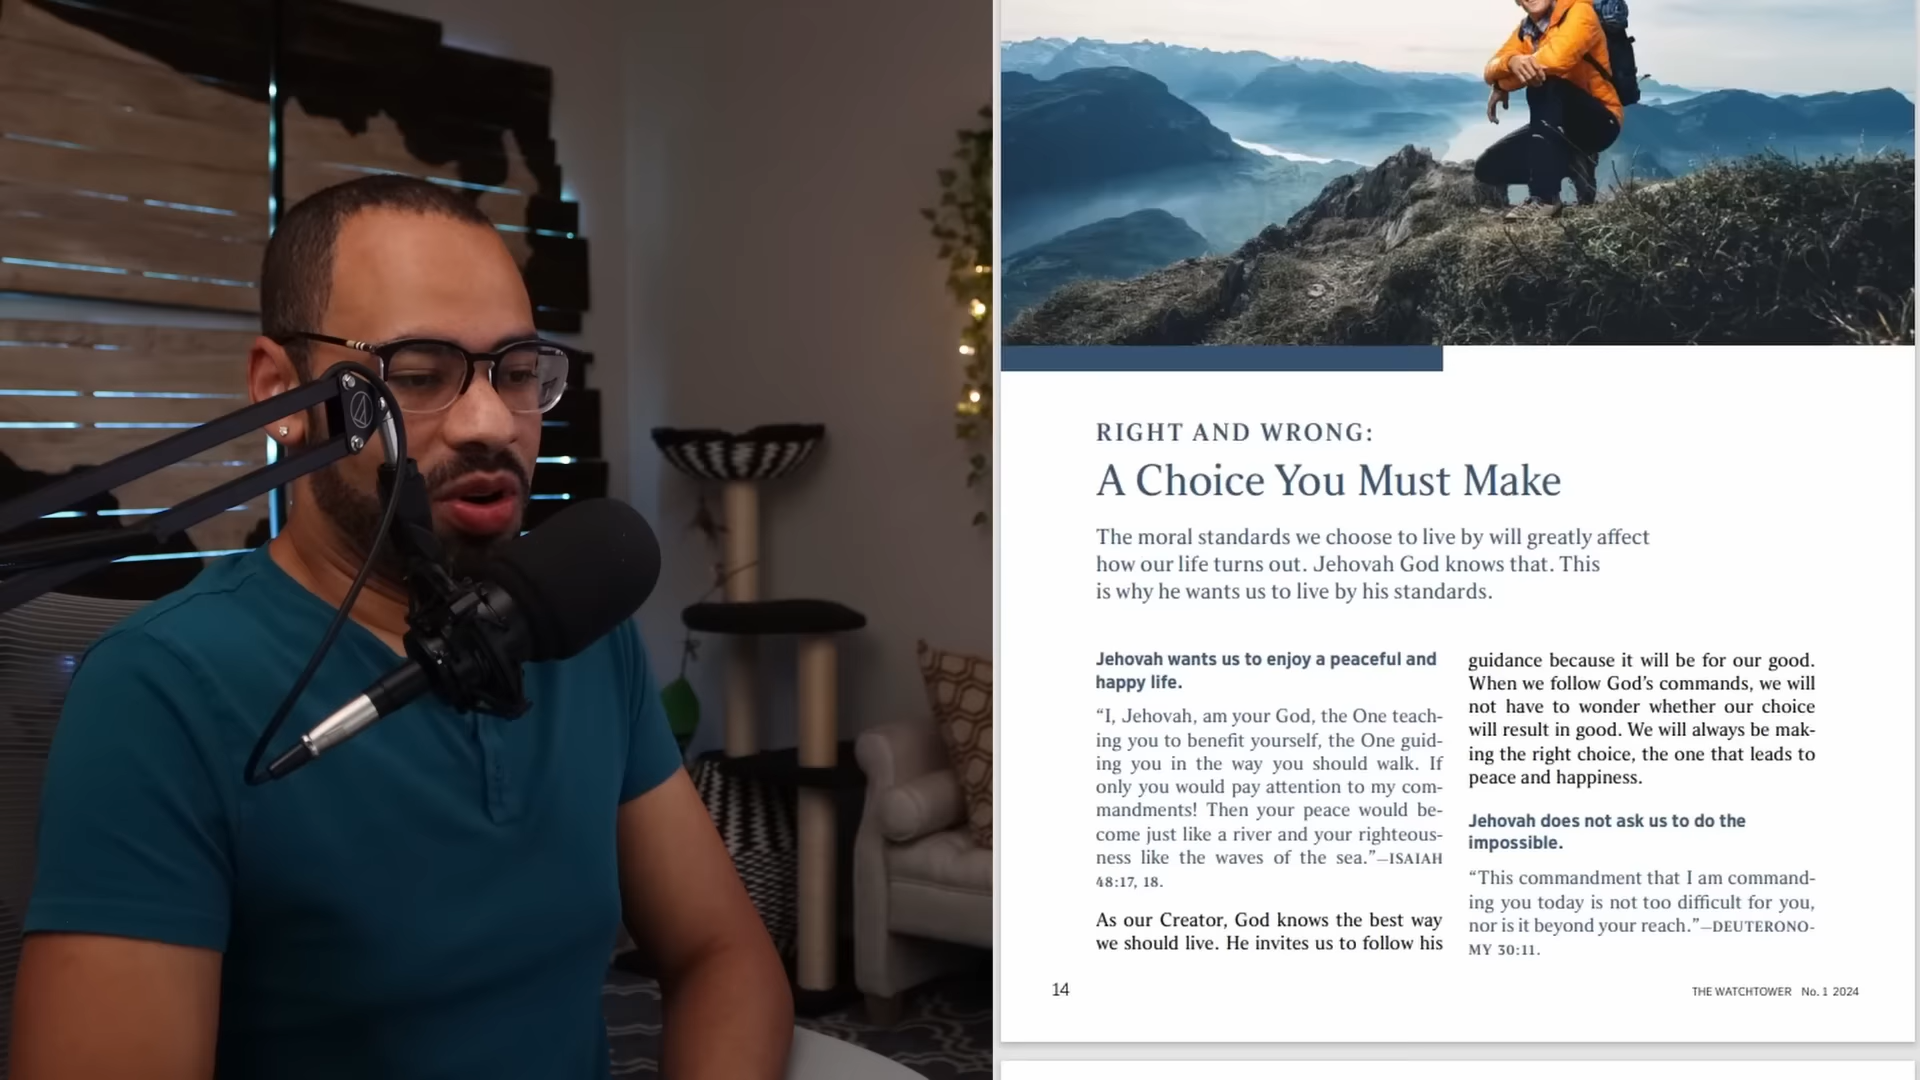 RIGHT AND WRONG:
A Choice You Must Make
The moral standards we choose to live by will greatly affect
how our life turns out. Jehovah God knows that. This
is why he wants us to live by his standards.
Jehovah wants us to enjoy a peaceful and
happy life.
“I, Jehovah, am your God, the One teach-
ing you to benefit yourself, the One guid-
ing you in the way you should walk. If
only you would pay attention to my com-
mandments! Then your peace would be-
come just like a river and your righteous-
ness like the waves of the sea.”—ISAIAH
48:17, 18.
As our Creator, God knows the best way
we should live. He invites us to follow his
guidance because it will be for our good.
When we follow God’s commands, we will
not have to wonder whether our choice
will result in good. We will always be mak-
ing the right choice, the one that leads to
peace and happiness.
Jehovah does not ask us to do the
impossible.
“This commandment that I am command-
ing you today is not too difficult for you,
nor is it beyond your reach.”—DEUTERONO-
MY 30:11.
14
THE WATCHTOWER No. 1 2024